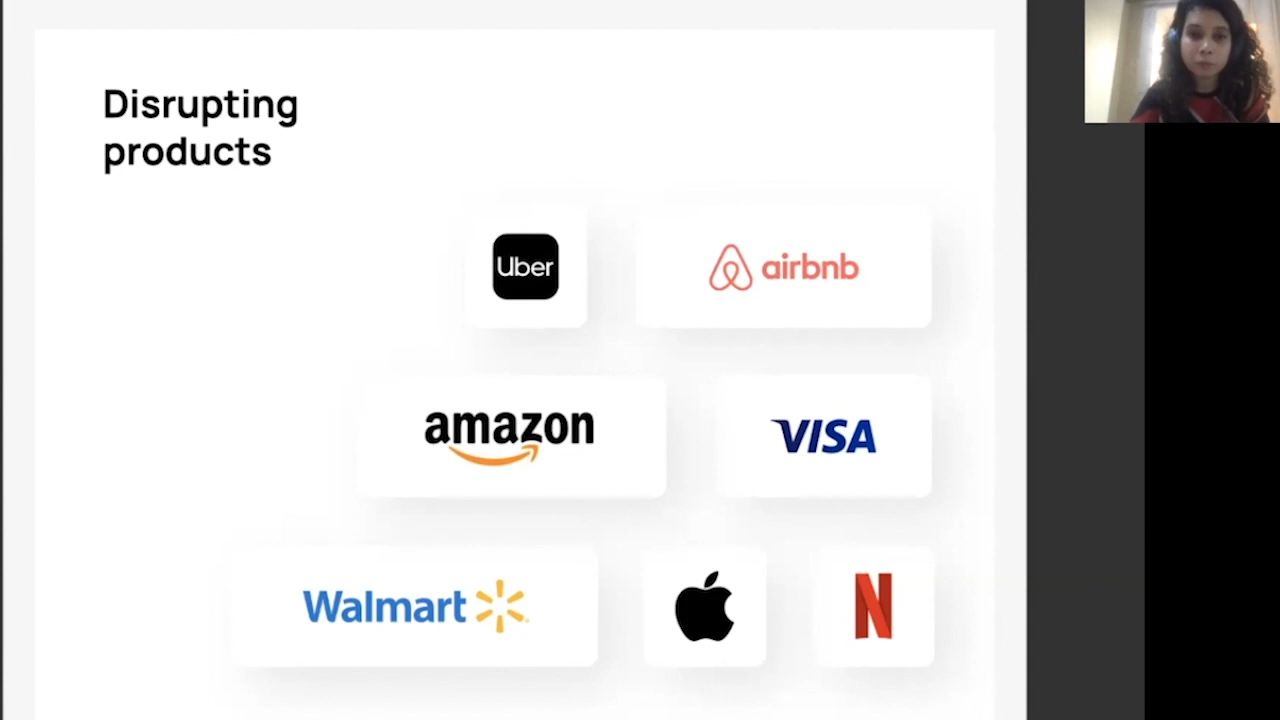 Disrupting
products
Uber
airbnb
amazon
VISA
Walmart
N